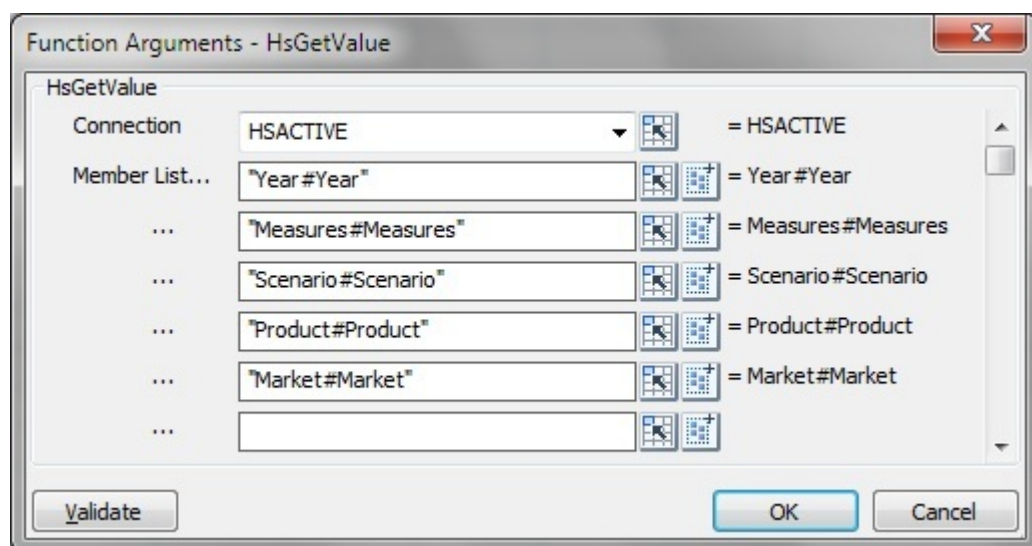 Function Arguments - HsGetValue
HsGetValue
Connection HSACTIVE = HSACTIVE
Member List... "Year#Year" = Year#Year
... "Measures#Measures" = Measures#Measures
... "Scenario#Scenario" = Scenario#Scenario
... "Product#Product" = Product#Product
... "Market#Market" = Market#Market
...
Validate OK Cancel